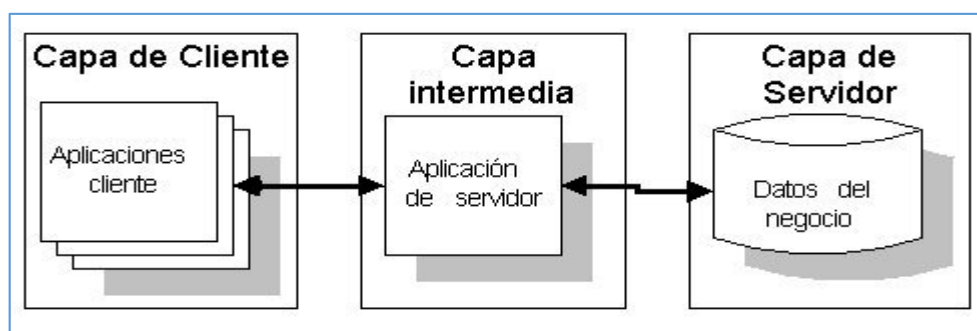 Capa de Cliente
Aplicaciones
cliente
Capa
intermedia
Aplicación
de servidor
Capa de
Servidor
Datos del
negocio